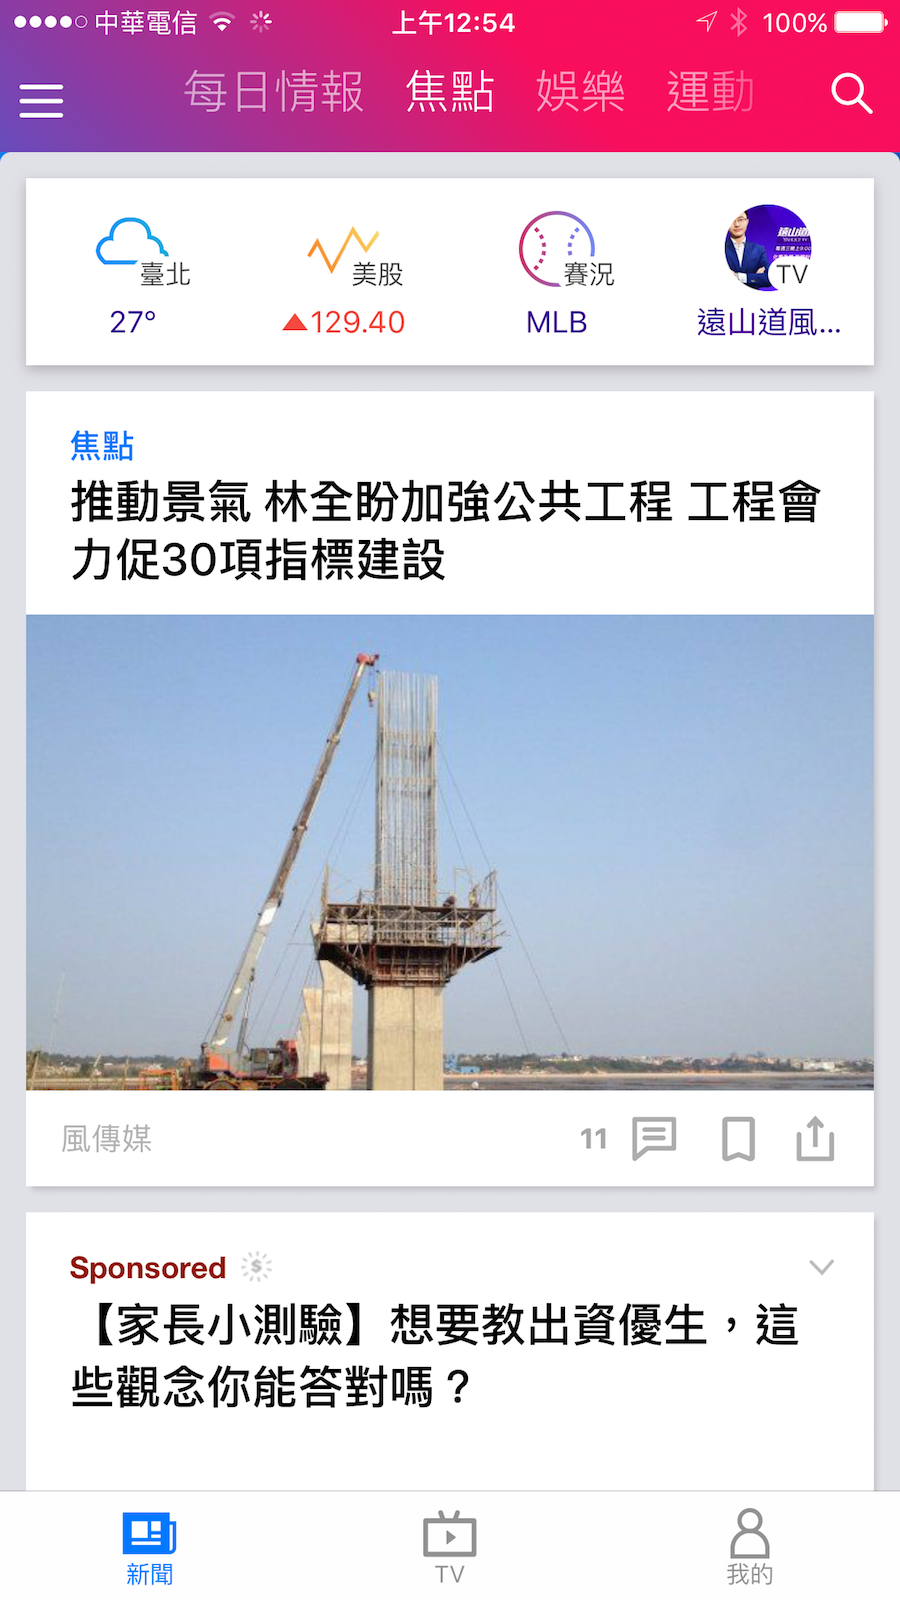 中華電信 上午12:54 100%
每日情報 焦點 娛樂 運動
臺北 美股 賽況 TV
27° ▲129.40 MLB 遠山道風...
焦點
推動景氣 林全盼加強公共工程 工程會
力促30項指標建設
風傳媒 11
Sponsored
【家長小測驗】想要教出資優生，這
些觀念你能答對嗎？
新聞 TV 我的